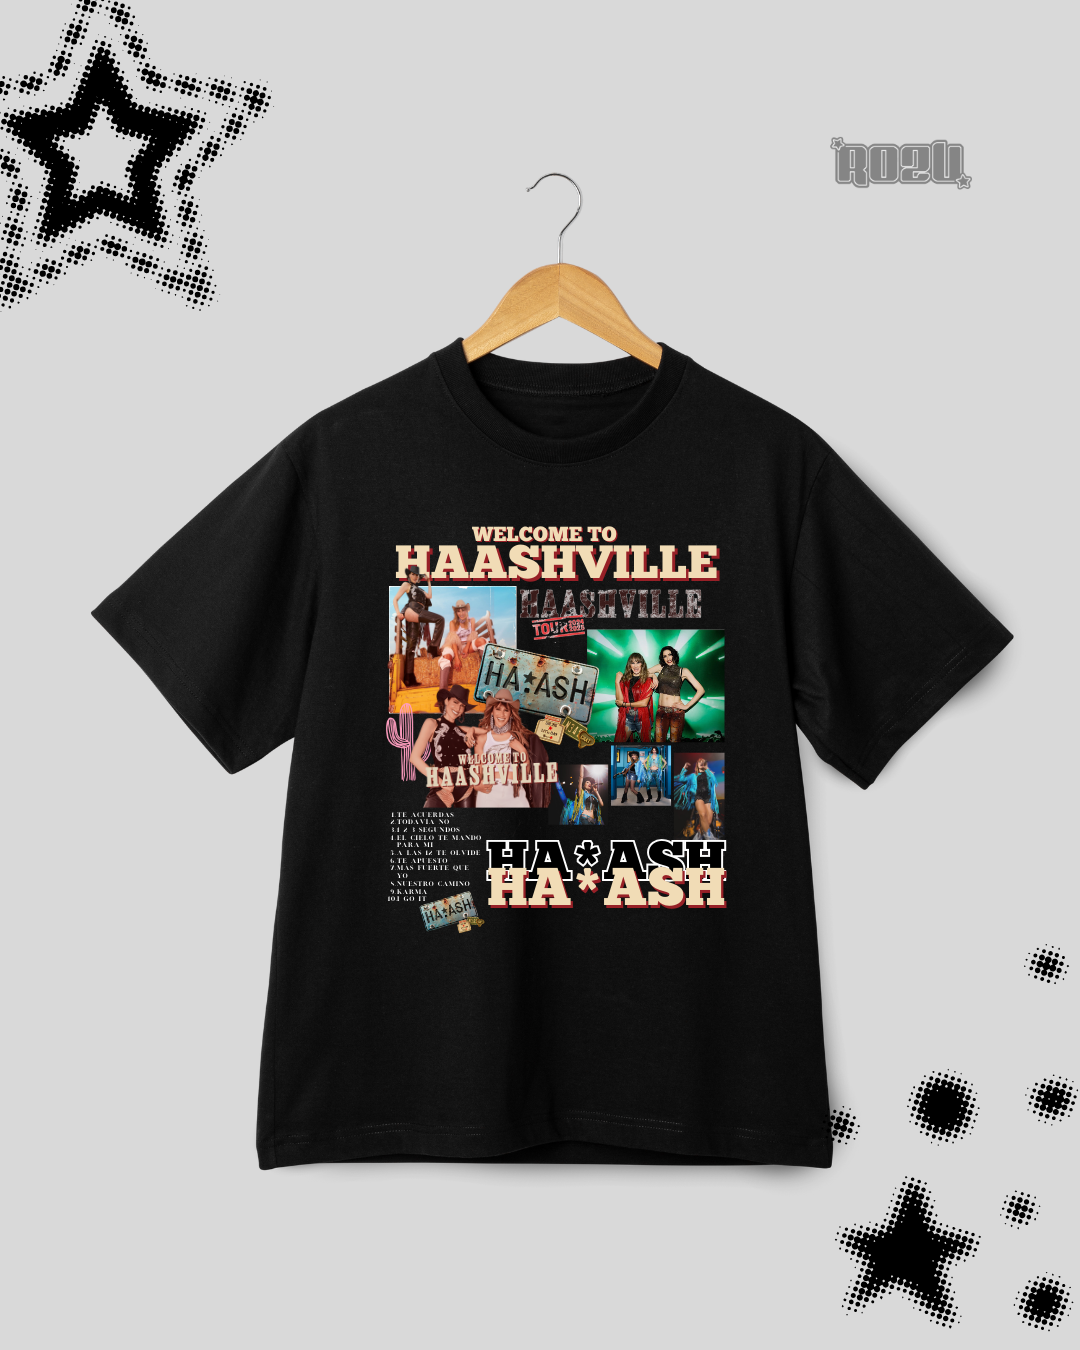 ROZU
WELCOME TO
HAASHVILLE
HAASHVILLE
TOUR
HA*ASH
WELCOME TO
HAASHVILLE
1.TE ACUERDAS
2.TODAVIA NO
3.1 2 3 SEGUNDOS
4.EL CIELO TE MANDO
PARA MI
5.A LAS 12 TE OLVIDE
6.TE APUESTO
7.MAS FUERTE QUE
YO
8.NUESTRO CAMINO
9.KARMA
10.I GO IT
HA*ASH
HA*ASH
HA*ASH